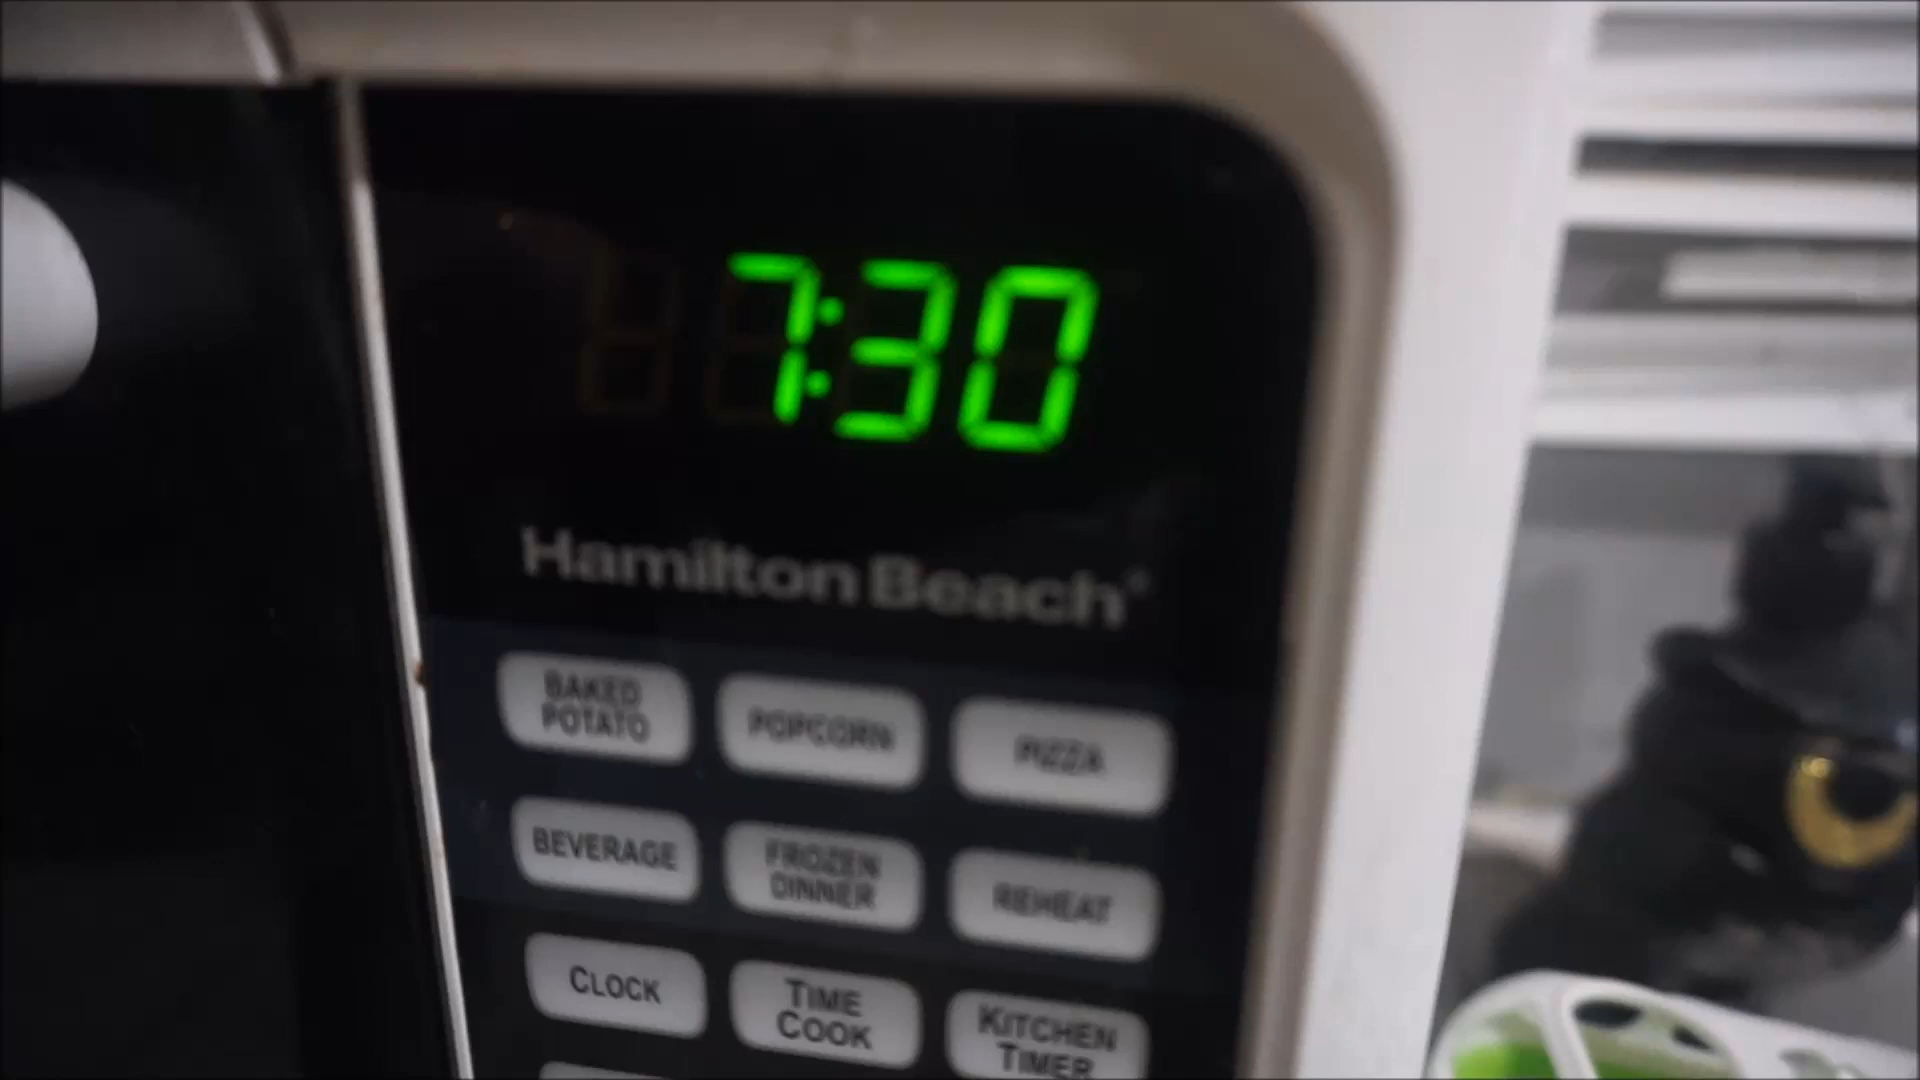 7:30
Hamilton Beach
BAKED
POTATO
POPCORN
PIZZA
BEVERAGE
FROZEN
DINNER
REHEAT
CLOCK
TIME
COOK
KITCHEN
TIMER